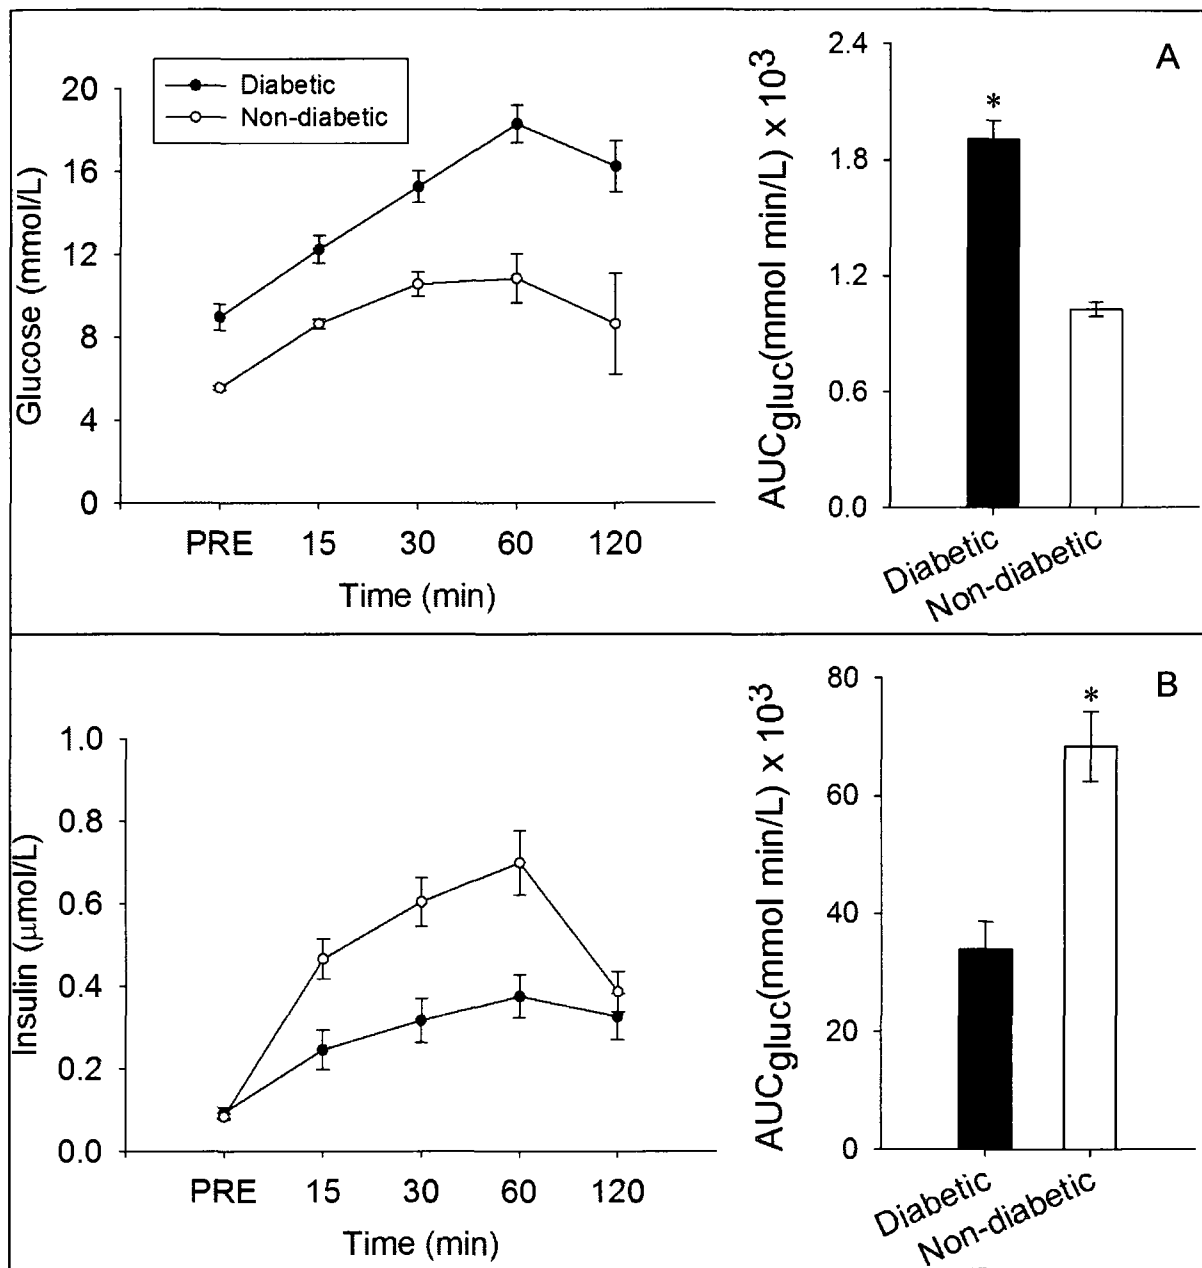 Diabetic
Non-diabetic
20
16
12
8
4
0
Glucose (mmol/L)
PRE 15 30 60 120
Time (min)
A
2.4
1.8
1.2
0.6
0.0
AUCgluc(mmol min/L) x 10³
*
Diabetic
Non-diabetic
1.0
0.8
0.6
0.4
0.2
0.0
Insulin (µmol/L)
PRE 15 30 60 120
Time (min)
B
80
60
40
20
0
AUCgluc(mmol min/L) x 10³
*
Diabetic
Non-diabetic